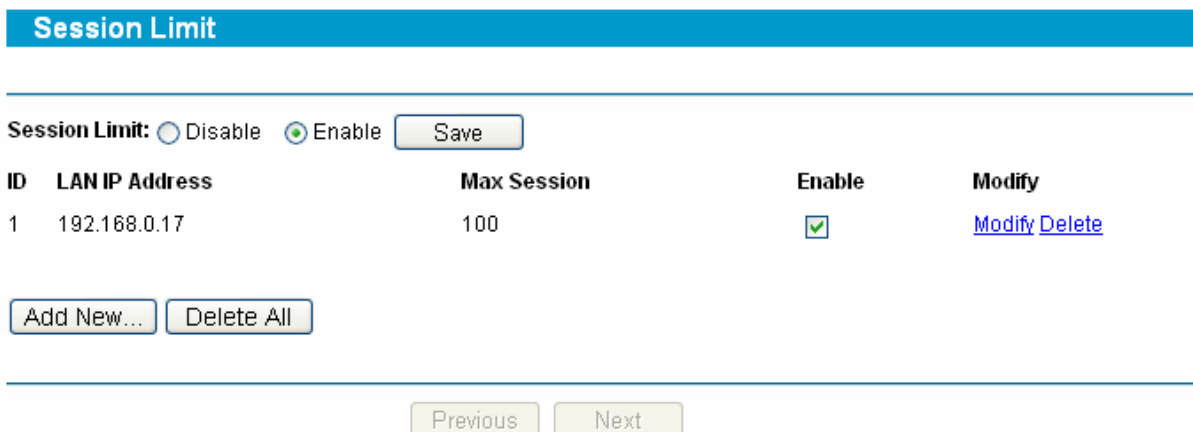 Session Limit
Session Limit: Disable Enable Save
ID LAN IP Address Max Session Enable Modify
1 192.168.0.17 100 Modify Delete
Add New... Delete All
Previous Next